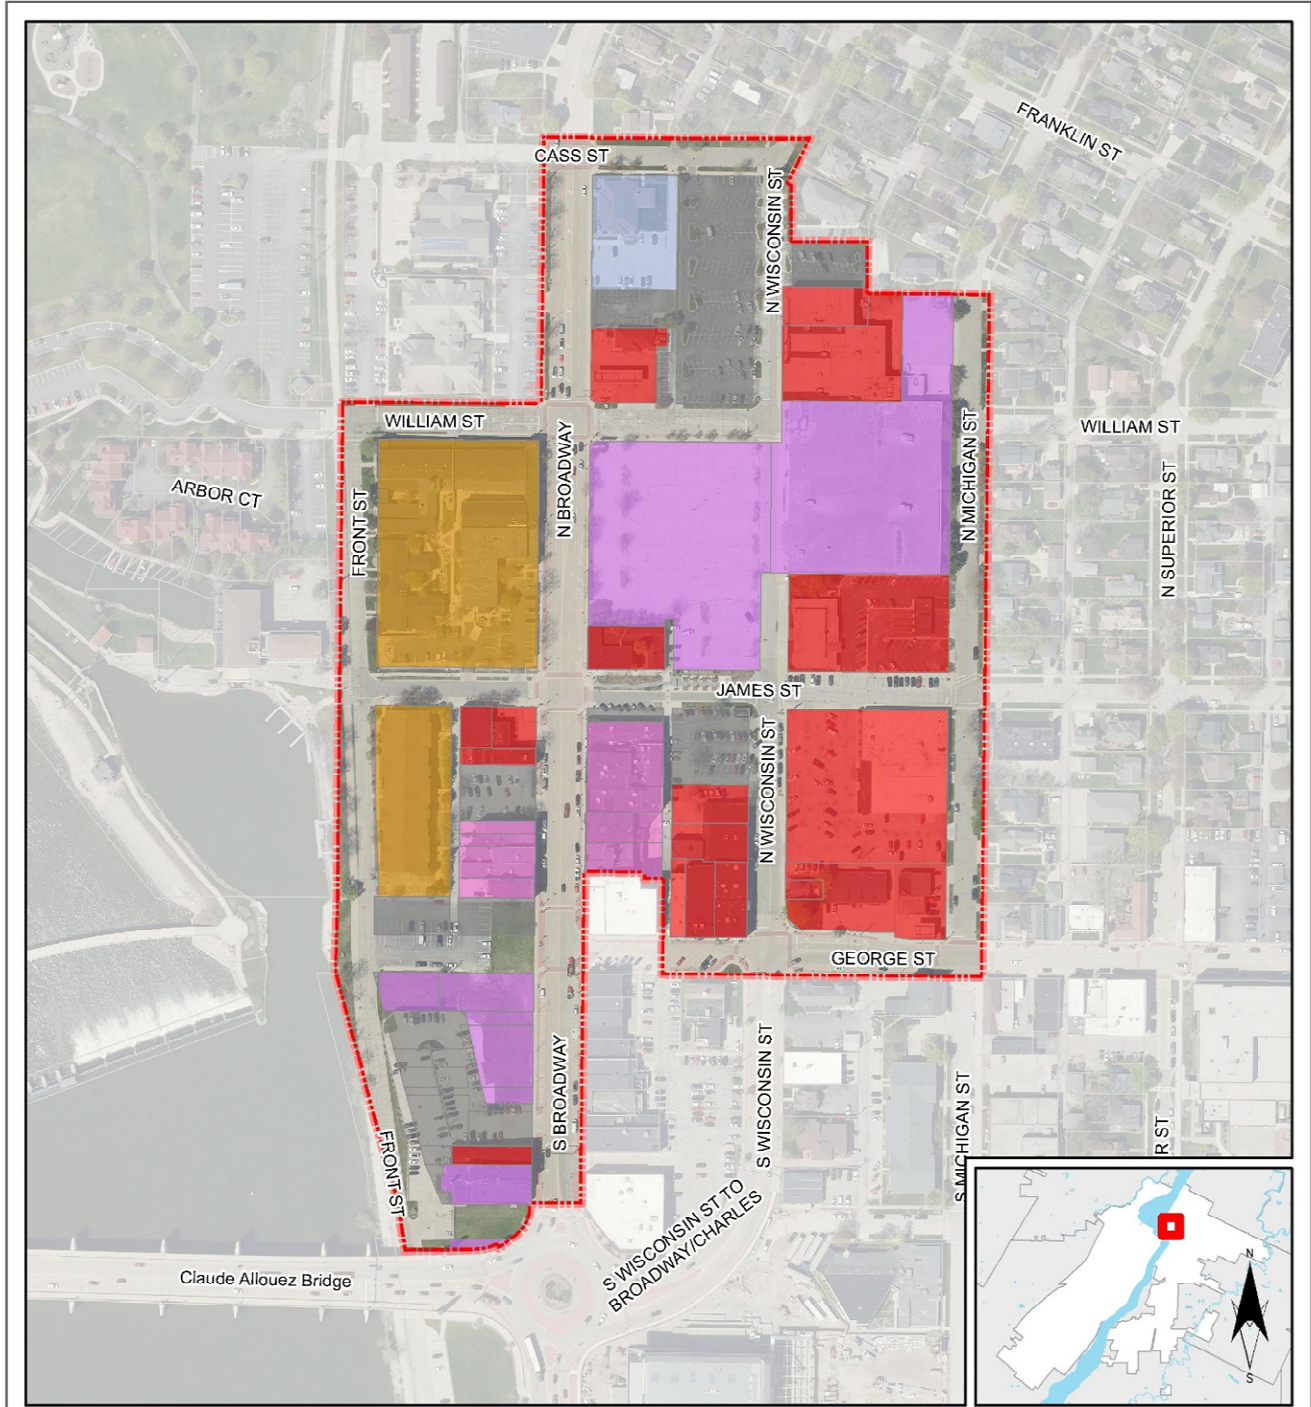 FRANKLIN ST
CASS ST
N WISCONSIN ST
WILLIAM ST
WILLIAM ST
N BROADWAY
N MICHIGAN ST
ARBOR CT
FRONT ST
N SUPERIOR ST
JAMES ST
N WISCONSIN ST
GEORGE ST
S BROADWAY
S WISCONSIN ST
S MICHIGAN ST
R ST
FRONT ST
S WISCONSIN ST TO
BROADWAY/CHARLES
Claude Allouez Bridge
N
S